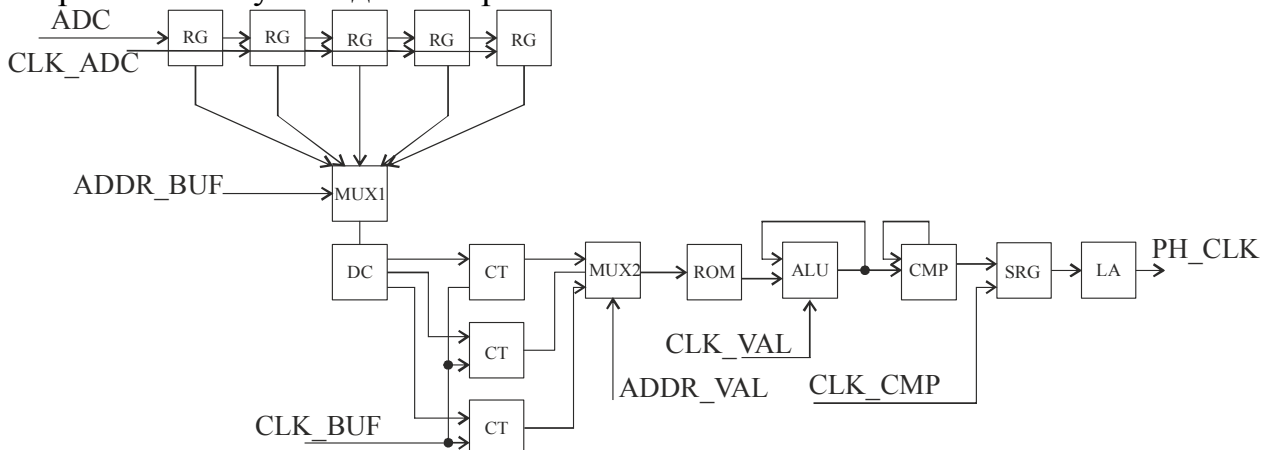 ADC
RG RG RG RG RG
CLK_ADC
ADDR_BUF
MUX1
PH_CLK
DC CT MUX2 ROM ALU CMP SRG LA
CLK_VAL
CT
ADDR_VAL
CLK_CMP
CLK_BUF
CT